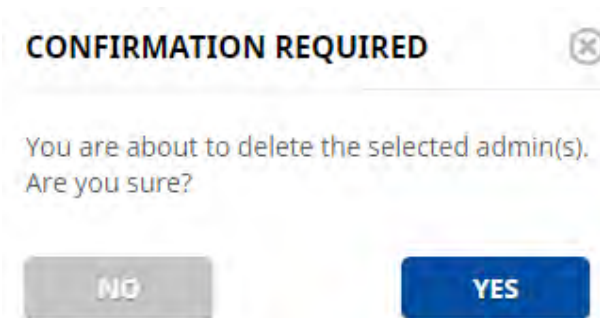 CONFIRMATION REQUIRED
You are about to delete the selected admin(s).
Are you sure?
NO
YES